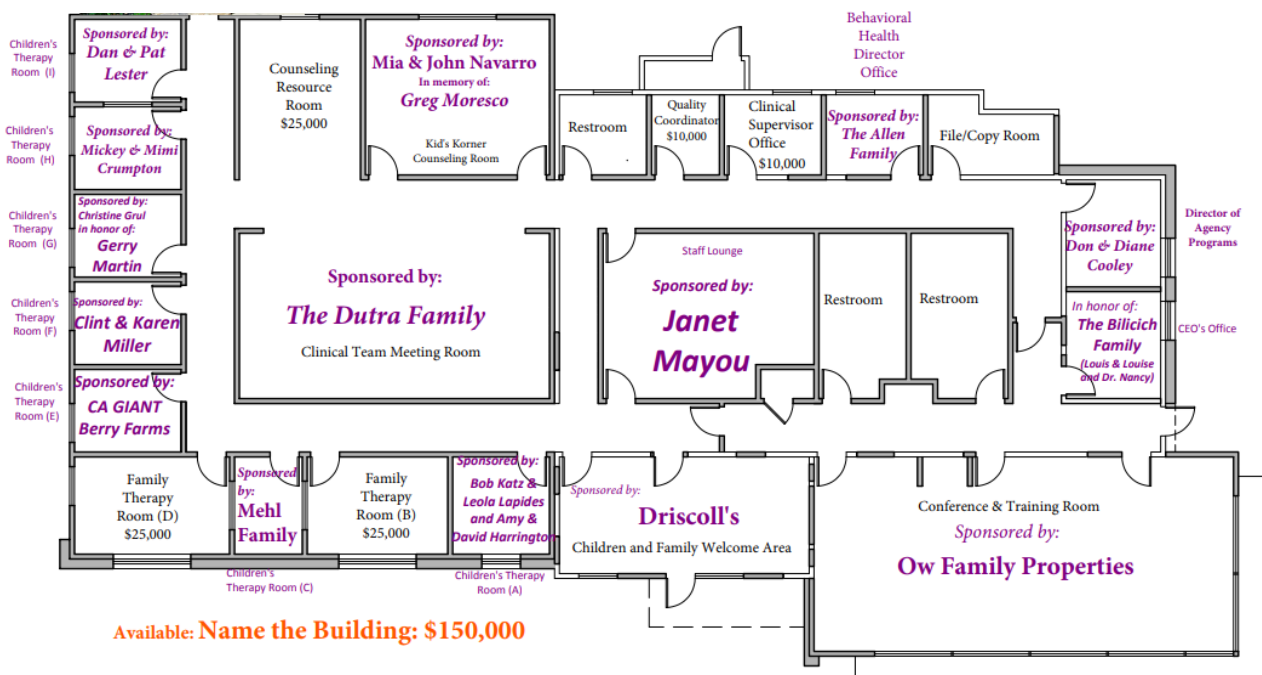 Behavioral
Health
Director
Office
Children's
Therapy
Room (I)
Sponsored by:
Dan & Pat
Lester
Counseling
Resource
Room
$25,000
Sponsored by:
Mia & John Navarro
In memory of:
Greg Moresco
Kid's Korner
Counseling Room
Restroom
Quality
Coordinator
$10,000
Clinical
Supervisor
Office
$10,000
Sponsored by:
The Allen
Family
File/Copy Room
Children's
Therapy
Room (H)
Sponsored by:
Mickey & Mimi
Crumpton
Children's
Therapy
Room (G)
Sponsored by:
Christine Grul
in honor of:
Gerry
Martin
Sponsored by:
Don & Diane
Cooley
Director of
Agency
Programs
Children's
Therapy
Room (F)
Sponsored by:
Clint & Karen
Miller
Sponsored by:
The Dutra Family
Clinical Team Meeting Room
Staff Lounge
Sponsored by:
Janet
Mayou
Restroom
Restroom
In honor of:
The Bilicich
Family
(Louis & Louise
and Dr. Nancy)
CEO's Office
Children's
Therapy
Room (E)
Sponsored by:
CA GIANT
Berry Farms
Family
Therapy
Room (D)
$25,000
Sponsored
by:
Mehl
Family
Children's
Therapy Room (C)
Family
Therapy
Room (B)
$25,000
Sponsored by:
Bob Katz &
Leola Lapides
and Amy &
David Harrington
Children's Therapy
Room (A)
Sponsored by:
Driscoll's
Children and Family Welcome Area
Conference & Training Room
Sponsored by:
Ow Family Properties
Available: Name the Building: $150,000